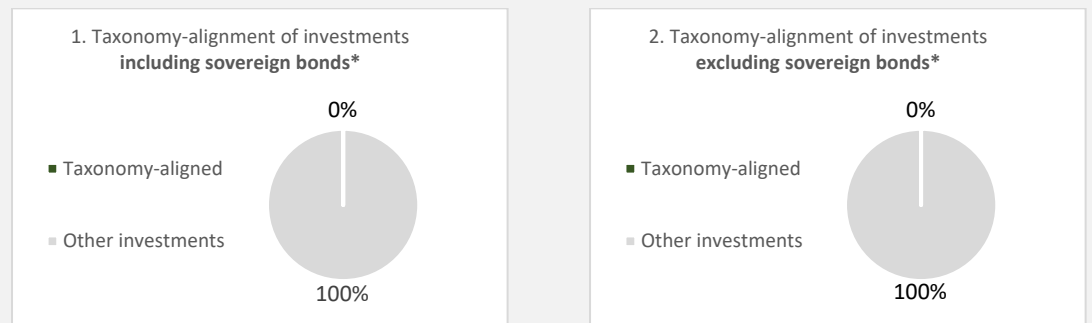 1. Taxonomy-alignment of investments
including sovereign bonds*
0%
Taxonomy-aligned
Other investments
100%
2. Taxonomy-alignment of investments
excluding sovereign bonds*
0%
Taxonomy-aligned
Other investments
100%